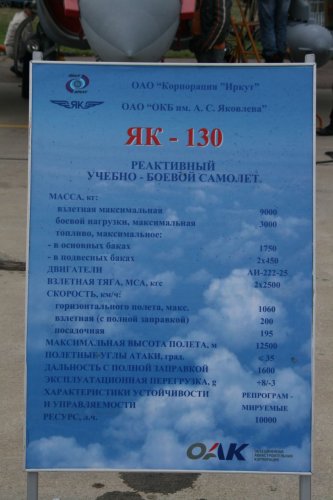 ОАО "Корпорация "Иркут"
ЯК
ОАО "ОКБ им. А. С. Яковлева"
ЯК - 130
РЕАКТИВНЫЙ
УЧЕБНО - БОЕВОЙ САМОЛЕТ.
МАССА, кг:
взлетная максимальная 9000
боевой нагрузки, максимальная 3000
топливо, максимальное:
- в основных баках 1750
- в подвесных баках 2х450
ДВИГАТЕЛИ АИ-222-25
ВЗЛЕТНАЯ ТЯГА, МСА, кгс 2х2500
СКОРОСТЬ, км/ч:
горизонтального полета, макс. 1060
взлетная (с полной заправкой) 200
посадочная 195
МАКСИМАЛЬНАЯ ВЫСОТА ПОЛЕТА, м 12500
ПОЛЕТНЫЕ УГЛЫ АТАКИ, град. ≤ 35
ДАЛЬНОСТЬ С ПОЛНОЙ ЗАПРАВКОЙ 1600
ЭКСПЛУАТАЦИОННАЯ ПЕРЕГРУЗКА, g +8/-3
ХАРАКТЕРИСТИКИ УСТОЙЧИВОСТИ РЕПРОГРАМ -
И УПРАВЛЯЕМОСТИ МИРУЕМЫЕ
РЕСУРС, л.ч. 10000
ОАК
ОБЪЕДИНЕННАЯ
АВИАСТРОИТЕЛЬНАЯ
КОРПОРАЦИЯ